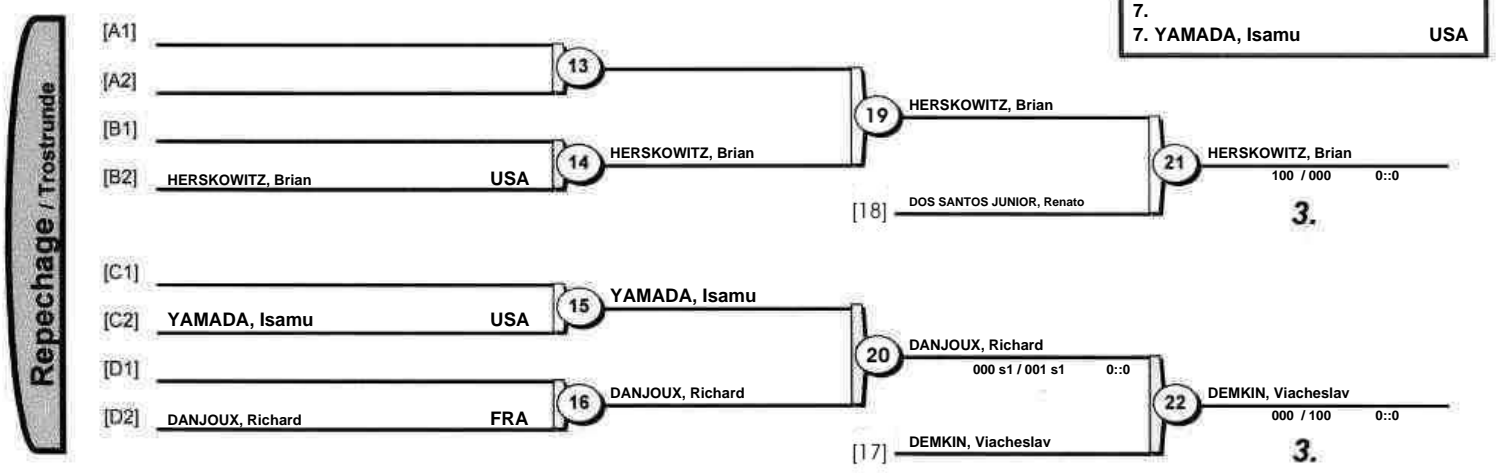 7.
7. YAMADA, Isamu USA
Repechage / Trostrunde
[A1]
[A2]
13
[B1]
[B2] HERSKOWITZ, Brian USA
14
HERSKOWITZ, Brian
19
HERSKOWITZ, Brian
[18] DOS SANTOS JUNIOR, Renato
21
HERSKOWITZ, Brian
100 / 000 0::0
3.
[C1]
[C2] YAMADA, Isamu USA
15
YAMADA, Isamu
[D1]
[D2] DANJOUX, Richard FRA
16
DANJOUX, Richard
20
DANJOUX, Richard
000 s1 / 001 s1 0::0
[17] DEMKIN, Viacheslav
22
DEMKIN, Viacheslav
000 / 100 0::0
3.